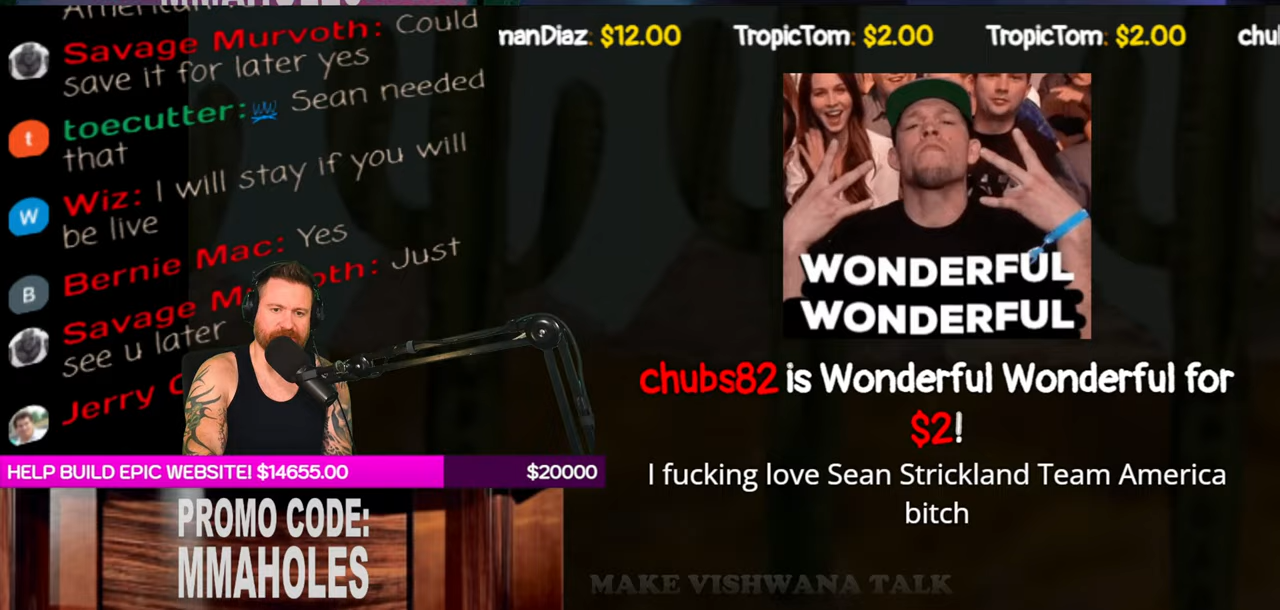 MMAHOLES
Savage Murvoth: Could
save it for later yes
toecutter: Sean needed
that
Wiz: I will stay if you will
be live
Bernie Mac: Yes
Just
see u later
Jerry
HELP BUILD EPIC WEBSITE! $14655.00 $20000
PROMO CODE:
MMAHOLES
manDiaz: $12.00 TropicTom: $2.00 TropicTom: $2.00 chu
WONDERFUL
WONDERFUL
chubs82 is Wonderful Wonderful for
$2!
I fucking love Sean Strickland Team America
bitch
MAKE VISHWANA TALK
t
W
B